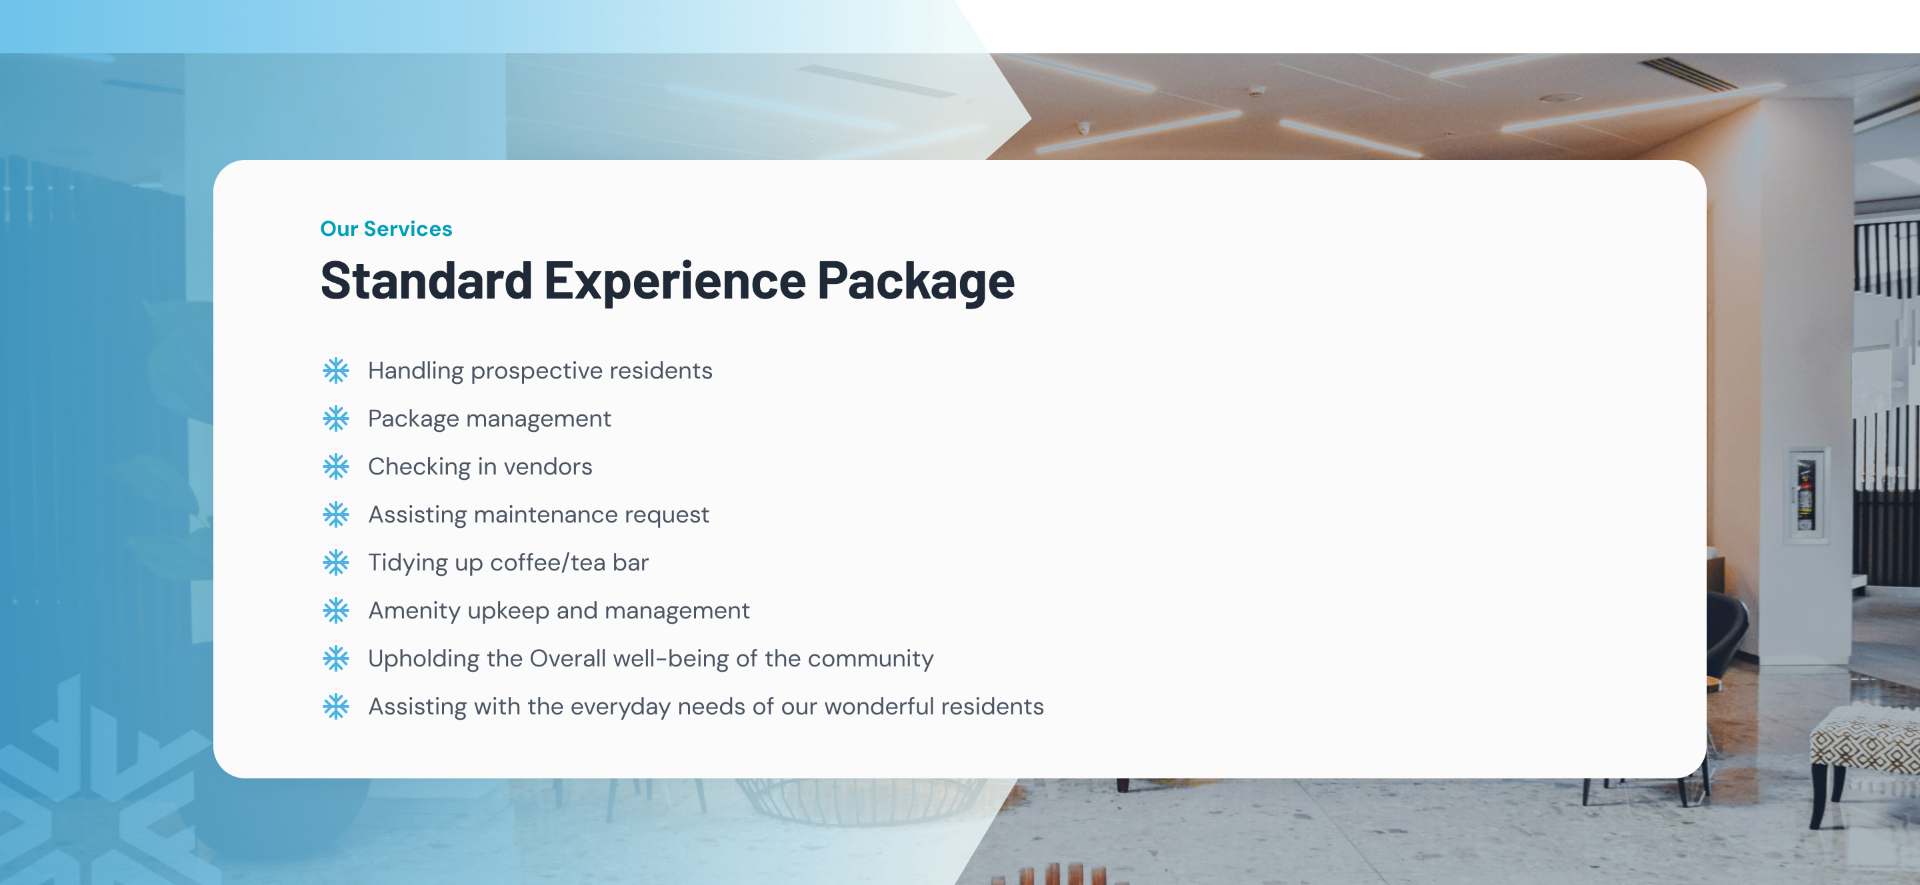 Our Services
Standard Experience Package
Handling prospective residents
Package management
Checking in vendors
Assisting maintenance request
Tidying up coffee/tea bar
Amenity upkeep and management
Upholding the Overall well-being of the community
Assisting with the everyday needs of our wonderful residents